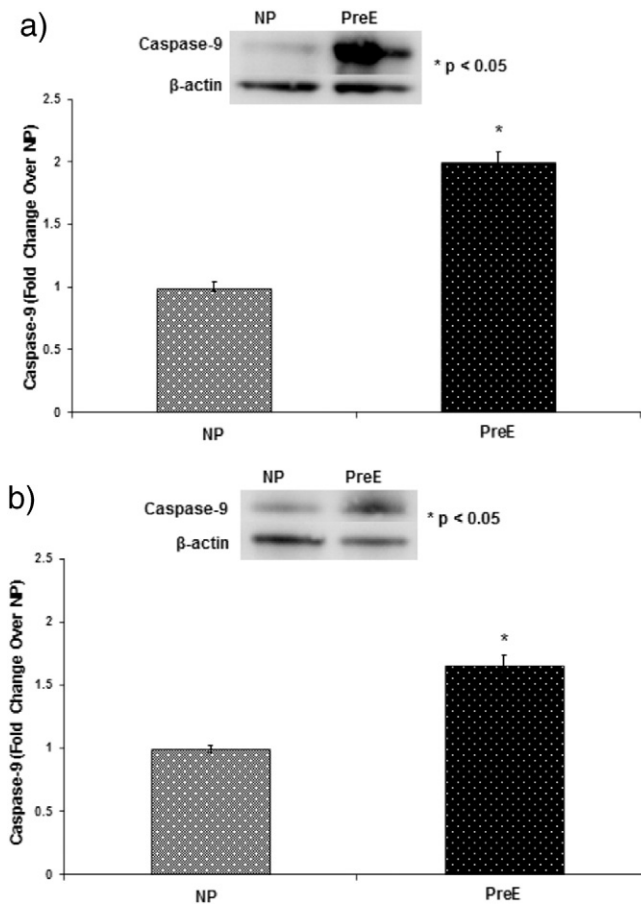 a)
NP PreE
Caspase-9
β-actin
* p < 0.05
2.5
*
2
1.5
1
0.5
0
Caspase-9 (Fold Change Over NP)
NP PreE
b)
NP PreE
Caspase-9
β-actin
* p < 0.05
2.5
2
*
1.5
1
0.5
0
Caspase-9 (Fold Change Over NP)
NP PreE